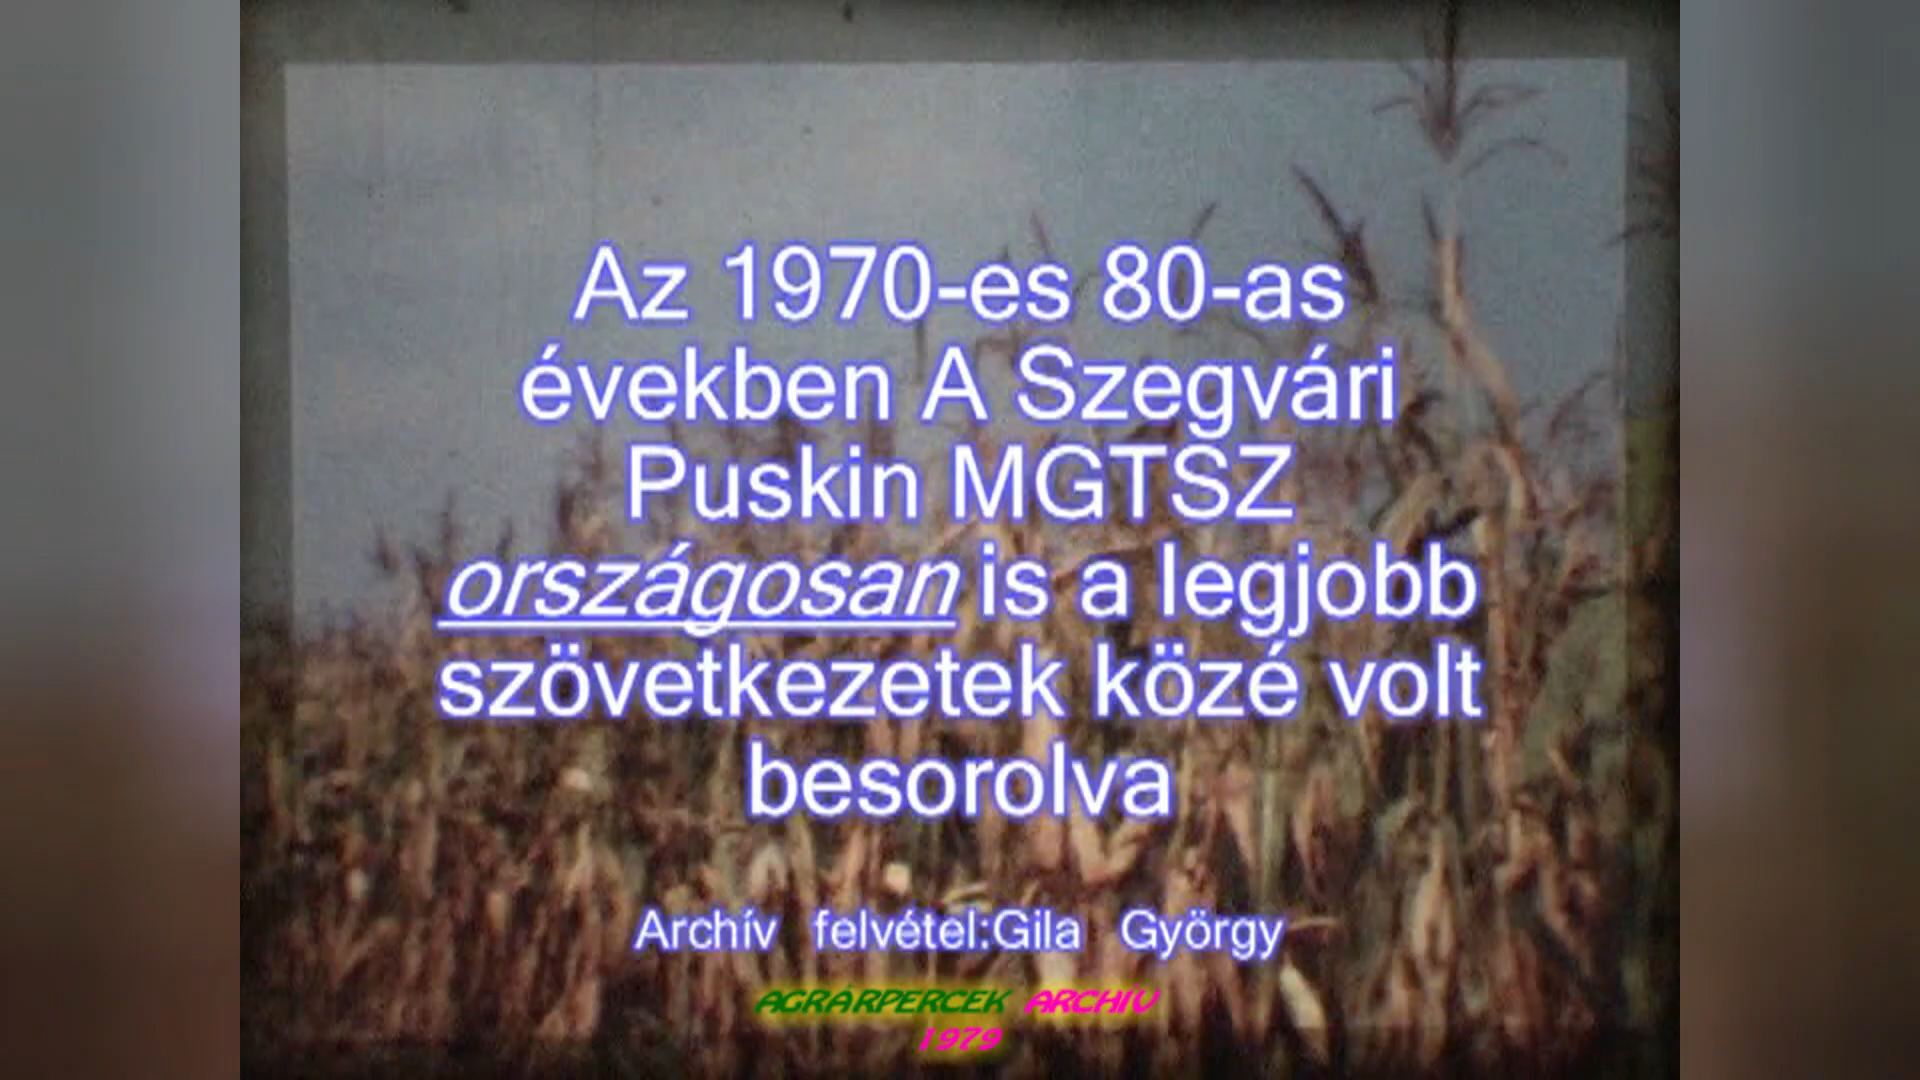 Az 1970-es 80-as
években A Szegvári
Puskin MGTSZ
országosan is a legjobb
szövetkezetek közé volt
besorolva
Archív felvétel:Gila György
AGRÁRPERCEK ARCHIV
1979